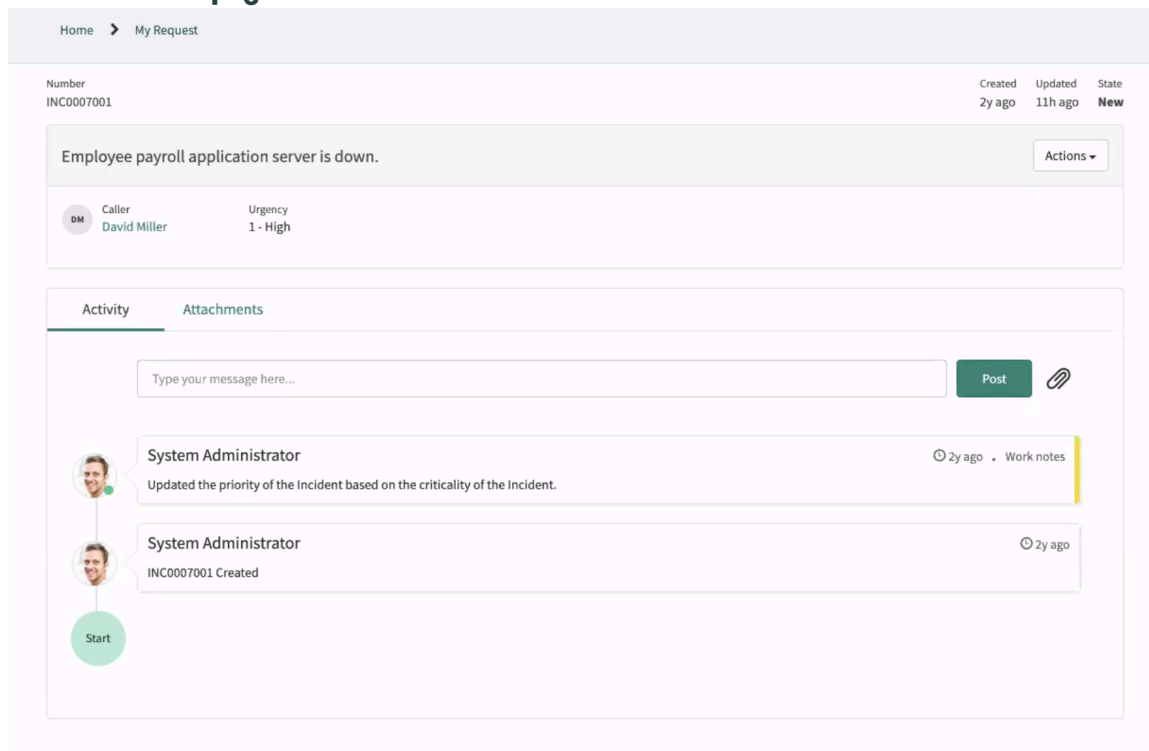 Home > My Request
Number
INC0007001
Created Updated State
2y ago 11h ago New
Employee payroll application server is down.
Actions
DM
Caller
David Miller
Urgency
1 - High
Activity Attachments
Type your message here...
Post
System Administrator
2y ago . Work notes
Updated the priority of the Incident based on the criticality of the Incident.
System Administrator
2y ago
INC0007001 Created
Start